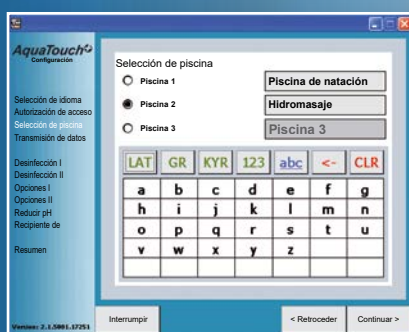 AquaTouch
Configuración
Selección de idioma
Autorización de acceso
Selección de piscina
Transmisión de datos
Desinfección I
Desinfección II
Opciones I
Opciones II
Reducir pH
Recipiente de
Resumen
Version: 2.1.5001.17251
Selección de piscina
Piscina 1 Piscina de natación
Piscina 2 Hidromasaje
Piscina 3 Piscina 3
LAT GR KYR 123 abc <- CLR
a b c d e f g
h i j k l m n
o p q r s t u
v w x y z
Interrumpir < Retroceder Continuar >